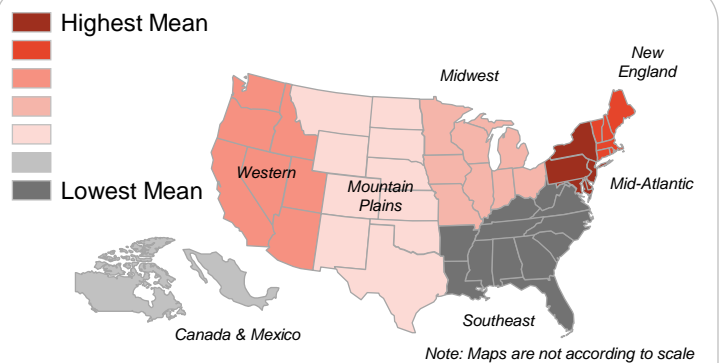 Highest Mean
Lowest Mean
Midwest
New
England
Western
Mountain
Plains
Mid-Atlantic
Southeast
Canada & Mexico
Note: Maps are not according to scale